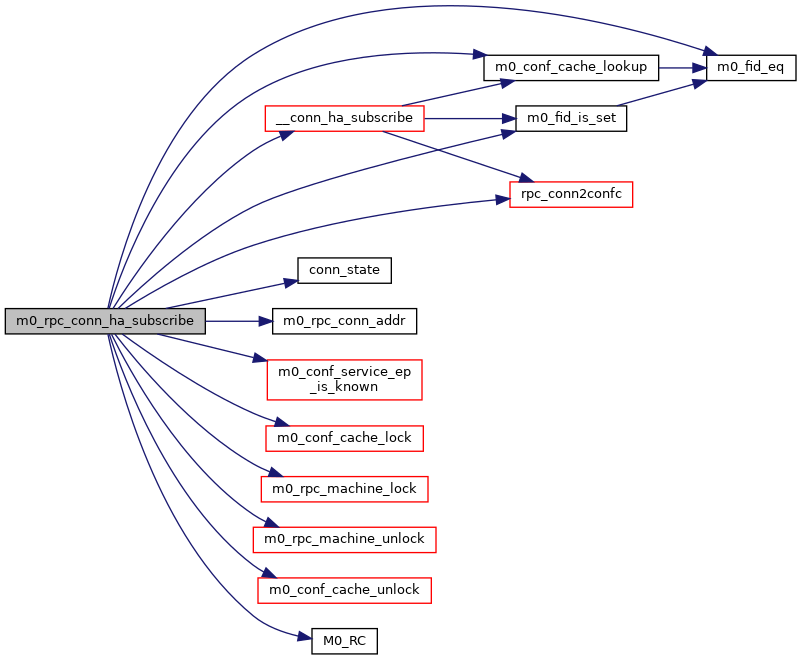 m0_fid_eq
m0_conf_cache_lookup
__conn_ha_subscribe
m0_fid_is_set
rpc_conn2confc
conn_state
m0_rpc_conn_ha_subscribe
m0_rpc_conn_addr
m0_conf_service_ep
_is_known
m0_conf_cache_lock
m0_rpc_machine_lock
m0_rpc_machine_unlock
m0_conf_cache_unlock
M0_RC